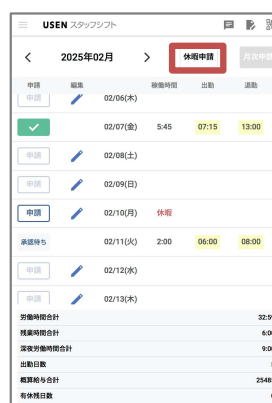 USEN スタッフシフト
2025年02月 休暇申請 月次申
申請 編集 稼働時間 出勤 退勤
申請 02/06(木)
02/07(金) 5:45 07:15 13:00
申請 02/08(土)
申請 02/09(日)
申請 02/10(月) 休暇
承認待ち 02/11(火) 2:00 06:00 08:00
申請 02/12(水)
申請 02/13(木)
労働時間合計 32:59
残業時間合計 6:00
深夜労働時間合計 9:00
出勤日数
概算給与合計 2548
有休残日数